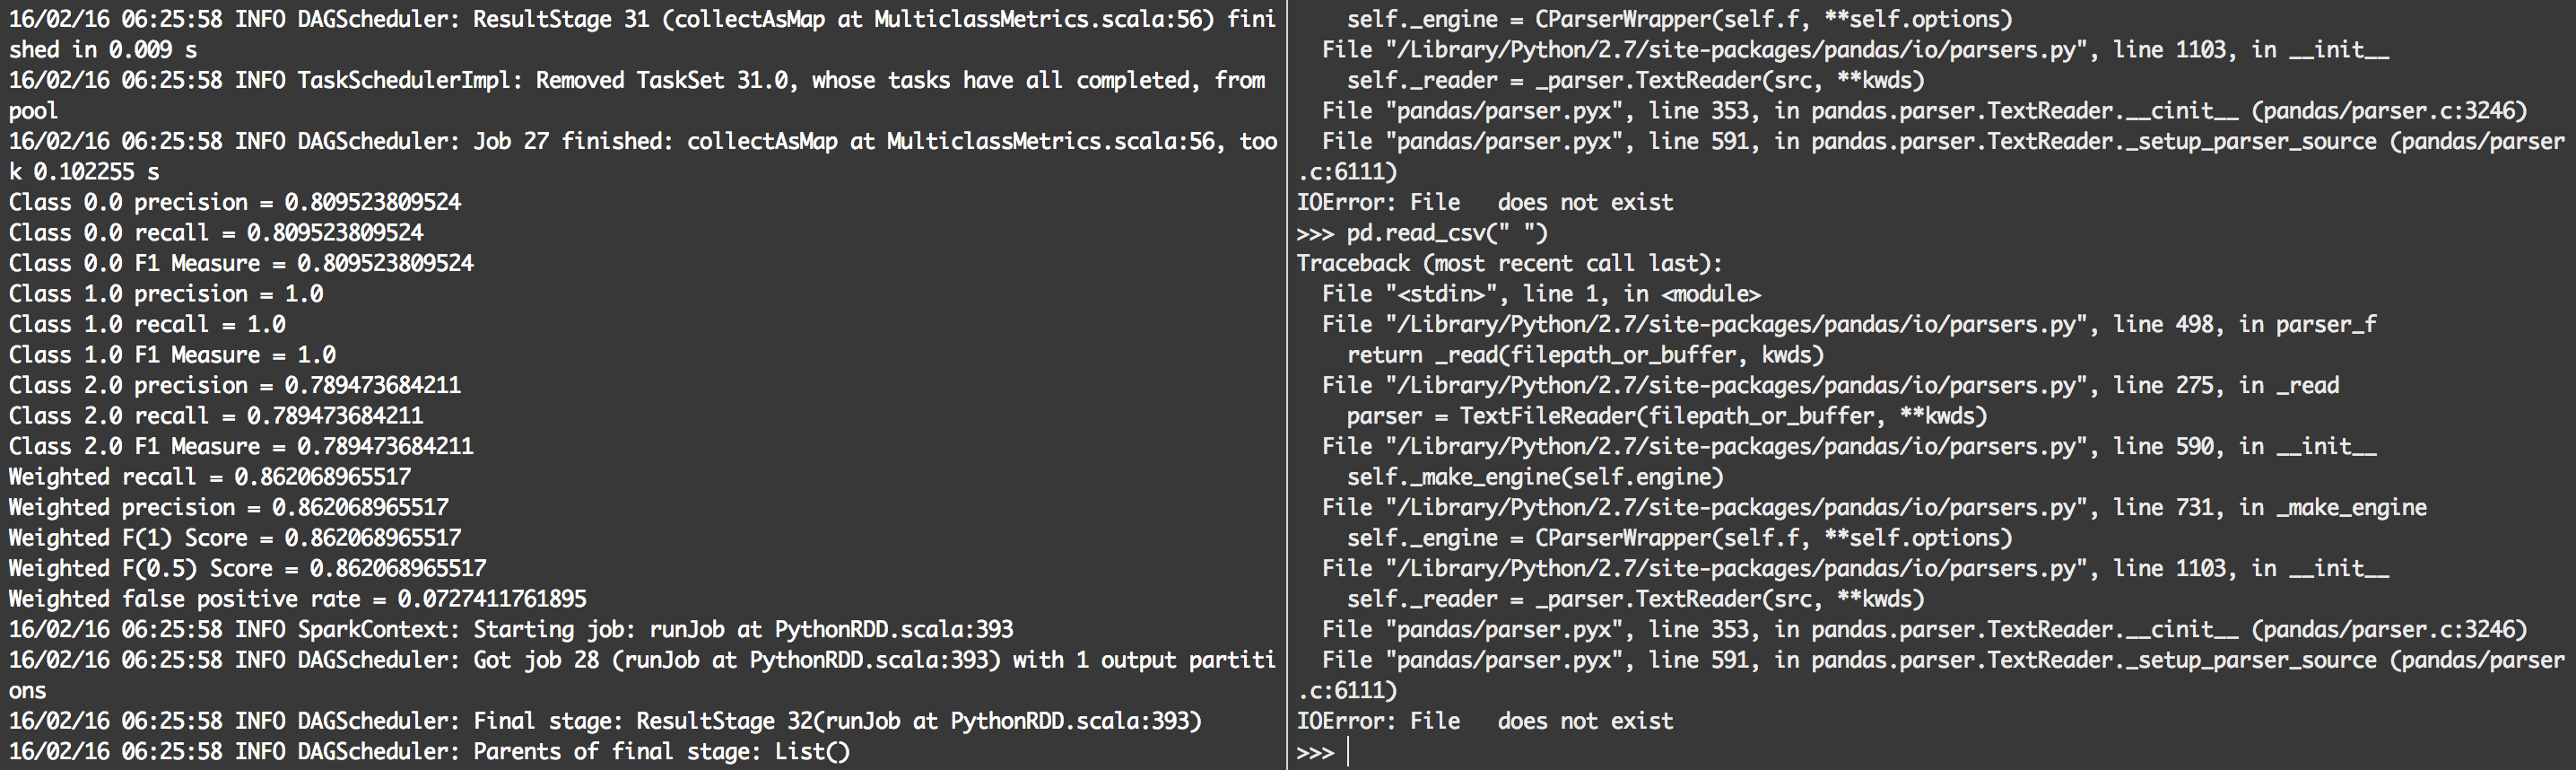 16/02/16 06:25:58 INFO DAGScheduler: ResultStage 31 (collectAsMap at MulticlassMetrics.scala:56) fini
shed in 0.009 s
16/02/16 06:25:58 INFO TaskSchedulerImpl: Removed TaskSet 31.0, whose tasks have all completed, from
pool
16/02/16 06:25:58 INFO DAGScheduler: Job 27 finished: collectAsMap at MulticlassMetrics.scala:56, too
k 0.102255 s
Class 0.0 precision = 0.809523809524
Class 0.0 recall = 0.809523809524
Class 0.0 F1 Measure = 0.809523809524
Class 1.0 precision = 1.0
Class 1.0 recall = 1.0
Class 1.0 F1 Measure = 1.0
Class 2.0 precision = 0.789473684211
Class 2.0 recall = 0.789473684211
Class 2.0 F1 Measure = 0.789473684211
Weighted recall = 0.862068965517
Weighted precision = 0.862068965517
Weighted F(1) Score = 0.862068965517
Weighted F(0.5) Score = 0.862068965517
Weighted false positive rate = 0.0727411761895
16/02/16 06:25:58 INFO SparkContext: Starting job: runJob at PythonRDD.scala:393
16/02/16 06:25:58 INFO DAGScheduler: Got job 28 (runJob at PythonRDD.scala:393) with 1 output partiti
ons
16/02/16 06:25:58 INFO DAGScheduler: Final stage: ResultStage 32(runJob at PythonRDD.scala:393)
16/02/16 06:25:58 INFO DAGScheduler: Parents of final stage: List()
    self._engine = CParserWrapper(self.f, **self.options)
  File "/Library/Python/2.7/site-packages/pandas/io/parsers.py", line 1103, in __init__
    self._reader = _parser.TextReader(src, **kwds)
  File "pandas/parser.pyx", line 353, in pandas.parser.TextReader.__cinit__ (pandas/parser.c:3246)
  File "pandas/parser.pyx", line 591, in pandas.parser.TextReader._setup_parser_source (pandas/parser
.c:6111)
IOError: File   does not exist
>>> pd.read_csv(" ")
Traceback (most recent call last):
  File "<stdin>", line 1, in <module>
  File "/Library/Python/2.7/site-packages/pandas/io/parsers.py", line 498, in parser_f
    return _read(filepath_or_buffer, kwds)
  File "/Library/Python/2.7/site-packages/pandas/io/parsers.py", line 275, in _read
    parser = TextFileReader(filepath_or_buffer, **kwds)
  File "/Library/Python/2.7/site-packages/pandas/io/parsers.py", line 590, in __init__
    self._make_engine(self.engine)
  File "/Library/Python/2.7/site-packages/pandas/io/parsers.py", line 731, in _make_engine
    self._engine = CParserWrapper(self.f, **self.options)
  File "/Library/Python/2.7/site-packages/pandas/io/parsers.py", line 1103, in __init__
    self._reader = _parser.TextReader(src, **kwds)
  File "pandas/parser.pyx", line 353, in pandas.parser.TextReader.__cinit__ (pandas/parser.c:3246)
  File "pandas/parser.pyx", line 591, in pandas.parser.TextReader._setup_parser_source (pandas/parser
.c:6111)
IOError: File   does not exist
>>>